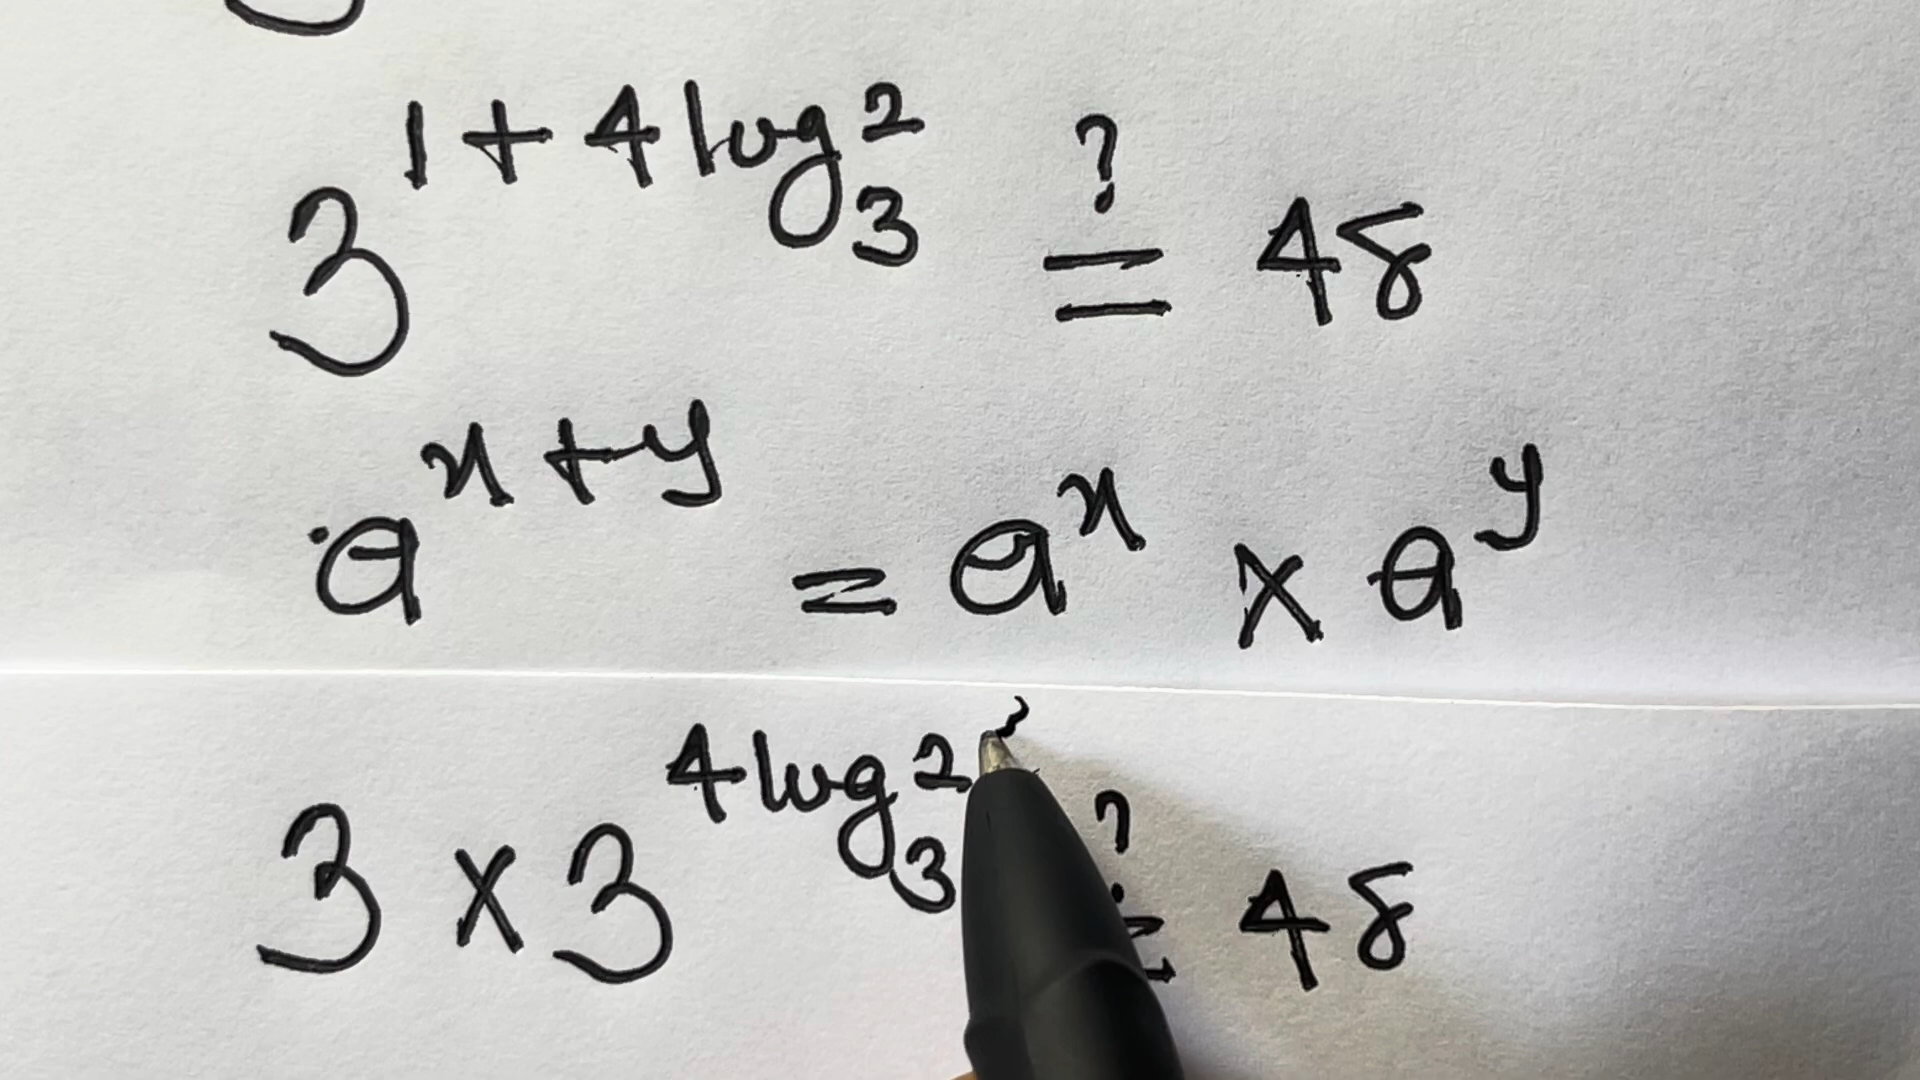 3^{1+4log_3^2} ?= 48
a^{x+y} = a^x × a^y
3 × 3^{4log_3^2} ?= 48